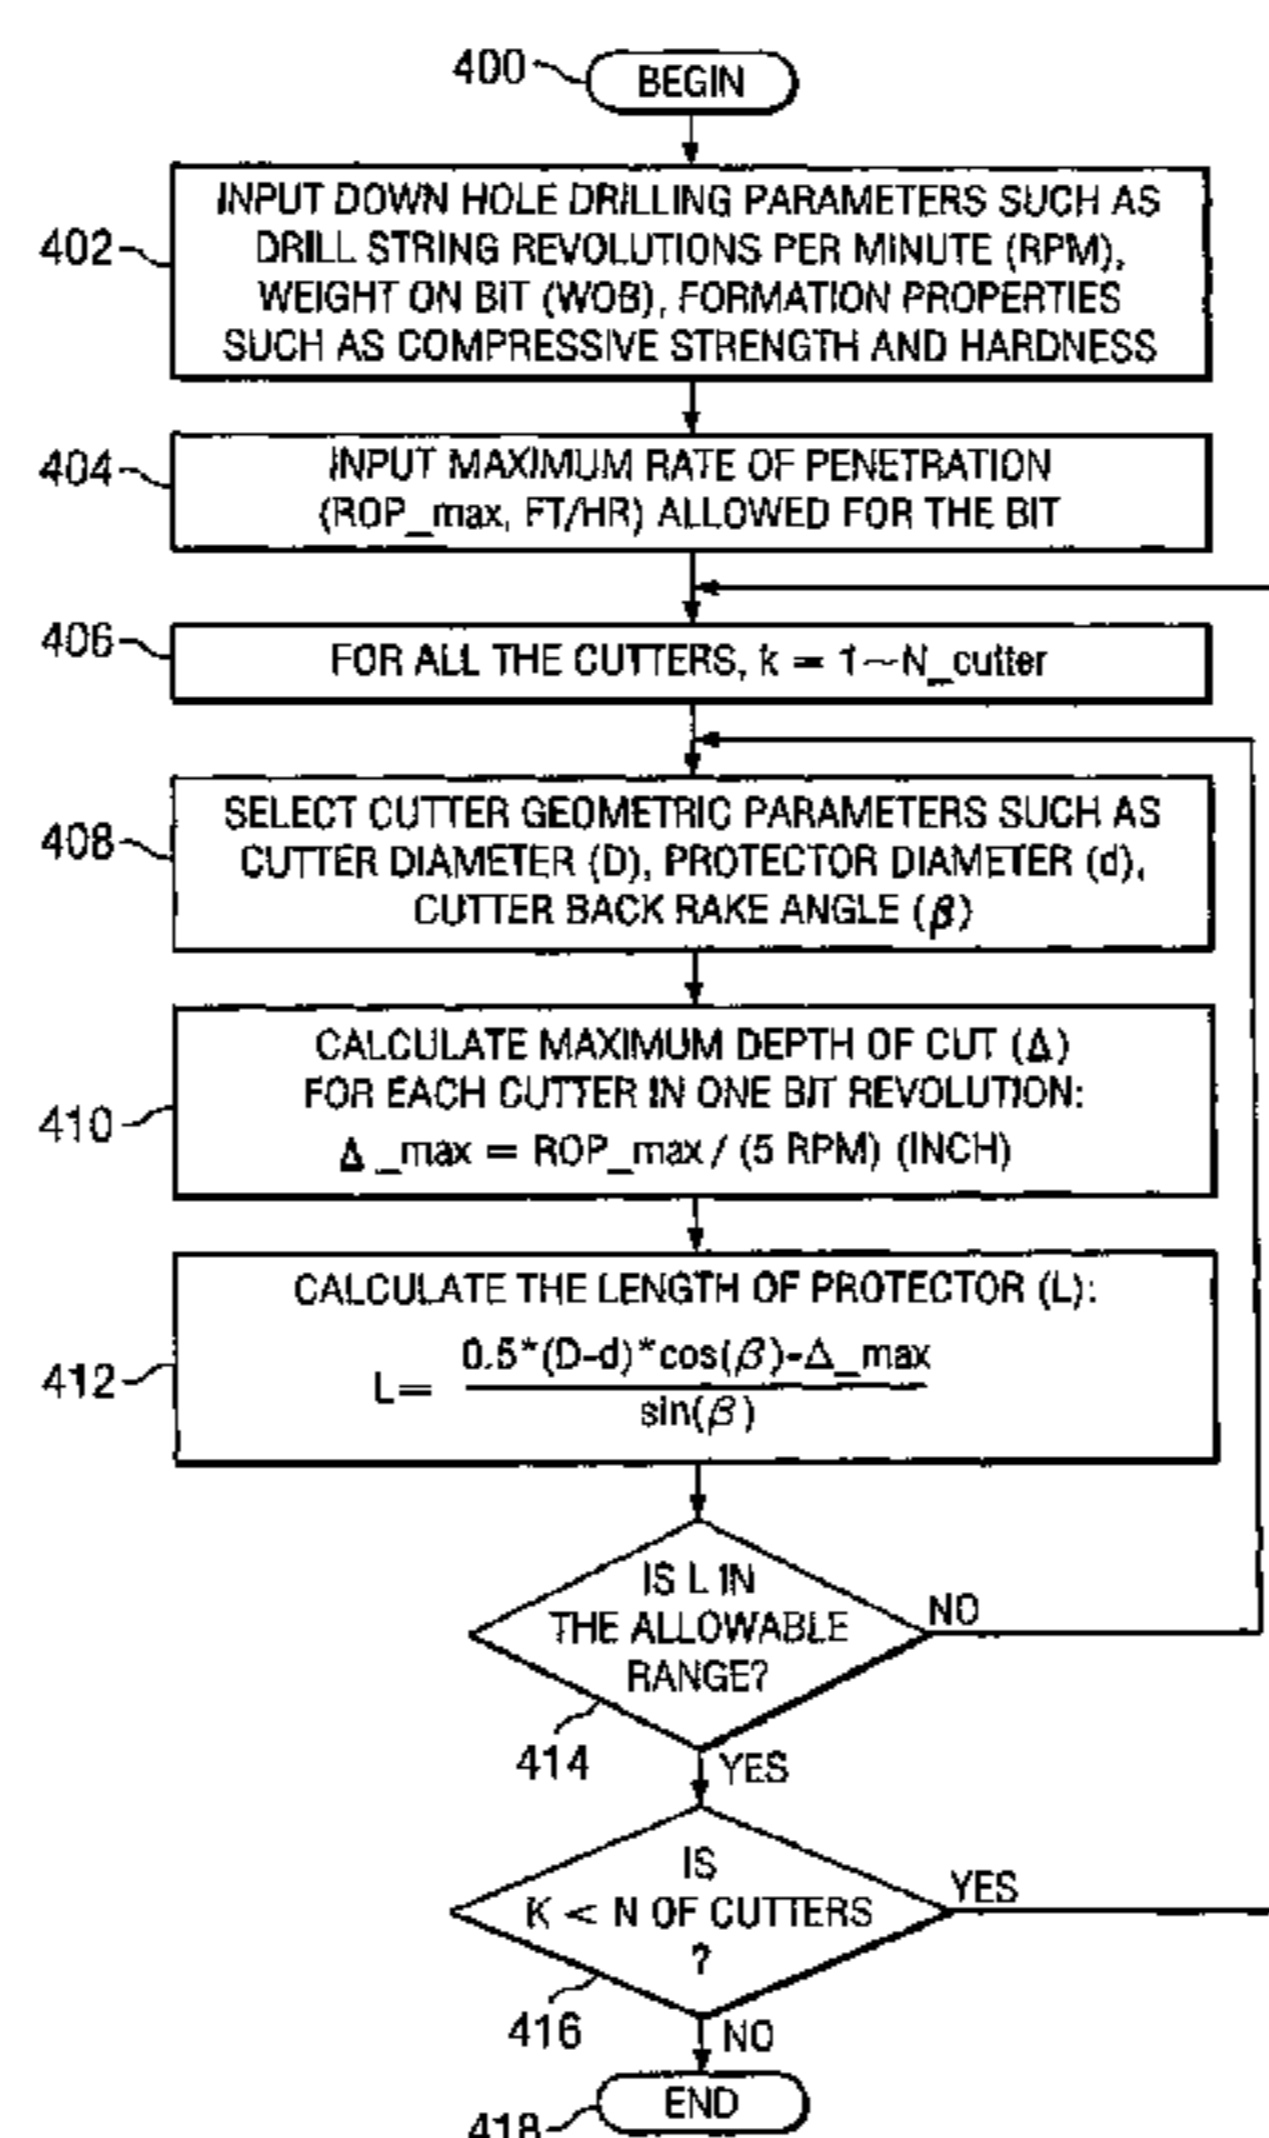 400
BEGIN
402
INPUT DOWN HOLE DRILLING PARAMETERS SUCH AS
DRILL STRING REVOLUTIONS PER MINUTE (RPM),
WEIGHT ON BIT (WOB), FORMATION PROPERTIES
SUCH AS COMPRESSIVE STRENGTH AND HARDNESS
404
INPUT MAXIMUM RATE OF PENETRATION
(ROP_max, FT/HR) ALLOWED FOR THE BIT
406
FOR ALL THE CUTTERS, k = 1~N_cutter
408
SELECT CUTTER GEOMETRIC PARAMETERS SUCH AS
CUTTER DIAMETER (D), PROTECTOR DIAMETER (d),
CUTTER BACK RAKE ANGLE (β)
410
CALCULATE MAXIMUM DEPTH OF CUT (Δ)
FOR EACH CUTTER IN ONE BIT REVOLUTION:
Δ_max = ROP_max / (5 RPM) (INCH)
412
CALCULATE THE LENGTH OF PROTECTOR (L):
0.5*(D-d)*cos(β)-Δ_max
L=
sin(β)
IS L IN
THE ALLOWABLE
RANGE?
NO
414
YES
IS
K < N OF CUTTERS
?
YES
416
NO
END
418